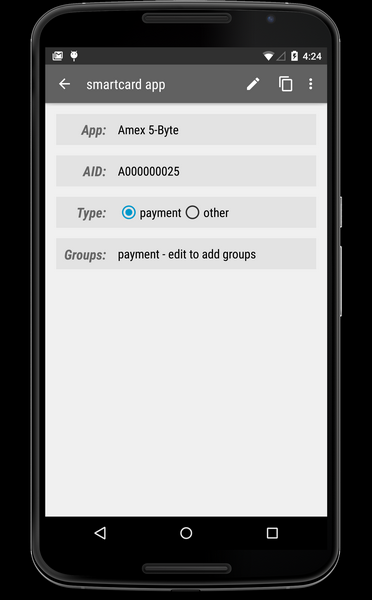 4:24
smartcard app
App: Amex 5-Byte
AID: A000000025
Type: payment other
Groups: payment - edit to add groups